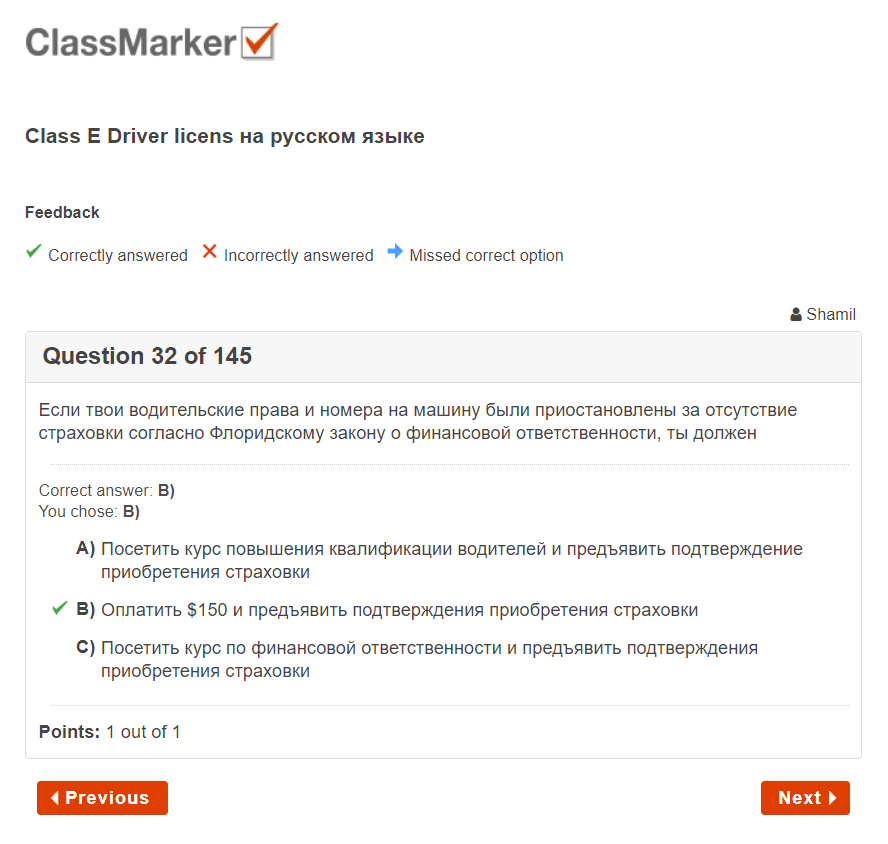 ClassMarker
Class E Driver licens на русском языке
Feedback
Correctly answered Incorrectly answered Missed correct option
Shamil
Question 32 of 145
Если твои водительские права и номера на машину были приостановлены за отсутствие
страховки согласно Флоридскому закону о финансовой ответственности, ты должен
Correct answer: B)
You chose: B)
A) Посетить курс повышения квалификации водителей и предъявить подтверждение
приобретения страховки
B) Оплатить $150 и предъявить подтверждения приобретения страховки
C) Посетить курс по финансовой ответственности и предъявить подтверждения
приобретения страховки
Points: 1 out of 1
Previous Next